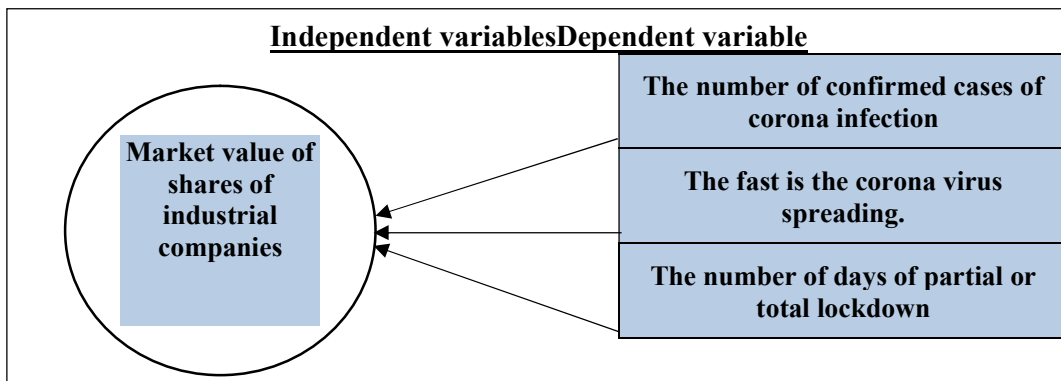 Independent variablesDependent variable
Market value of
shares of
industrial
companies
The number of confirmed cases of
corona infection
The fast is the corona virus
spreading.
The number of days of partial or
total lockdown